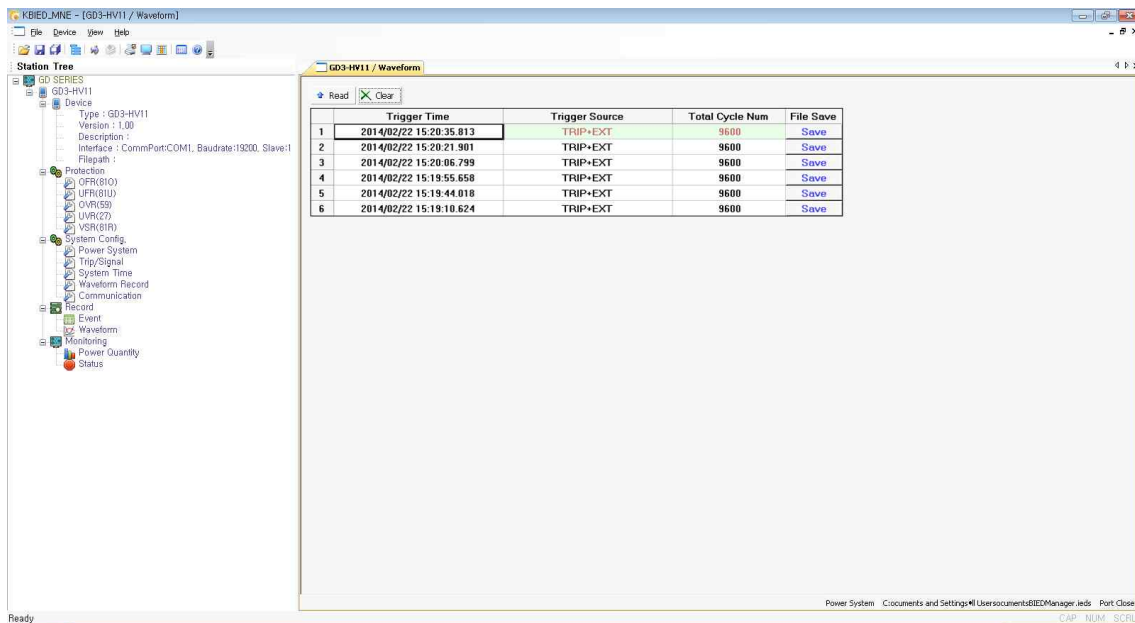 KBIED_MNE - [GD3-HV11 / Waveform]
File Device View Help
Station Tree
GD SERIES
GD3-HV11
Device
Type : GD3-HV11
Version : 1,00
Description :
Interface : CommPort:COM1, Baudrate:19200, Slave:1
Filepath :
Protection
OFR(81O)
UFR(81U)
OVR(59)
UVR(27)
VSR(81R)
System Config,
Power System
Trip/Signal
System Time
Waveform Record
Communication
Record
Event
Waveform
Monitoring
Power Quantity
Status
GD3-HV11 / Waveform
Read Clear
Trigger Time Trigger Source Total Cycle Num File Save
1 2014/02/22 15:20:35.813 TRIP+EXT 9600 Save
2 2014/02/22 15:20:21.901 TRIP+EXT 9600 Save
3 2014/02/22 15:20:06.799 TRIP+EXT 9600 Save
4 2014/02/22 15:19:55.658 TRIP+EXT 9600 Save
5 2014/02/22 15:19:44.018 TRIP+EXT 9600 Save
6 2014/02/22 15:19:10.624 TRIP+EXT 9600 Save
Power System C:ocuments and Settings♦ll UsersocumentsBIEDManager.ieds Port Close
Ready CAP NUM SCRL